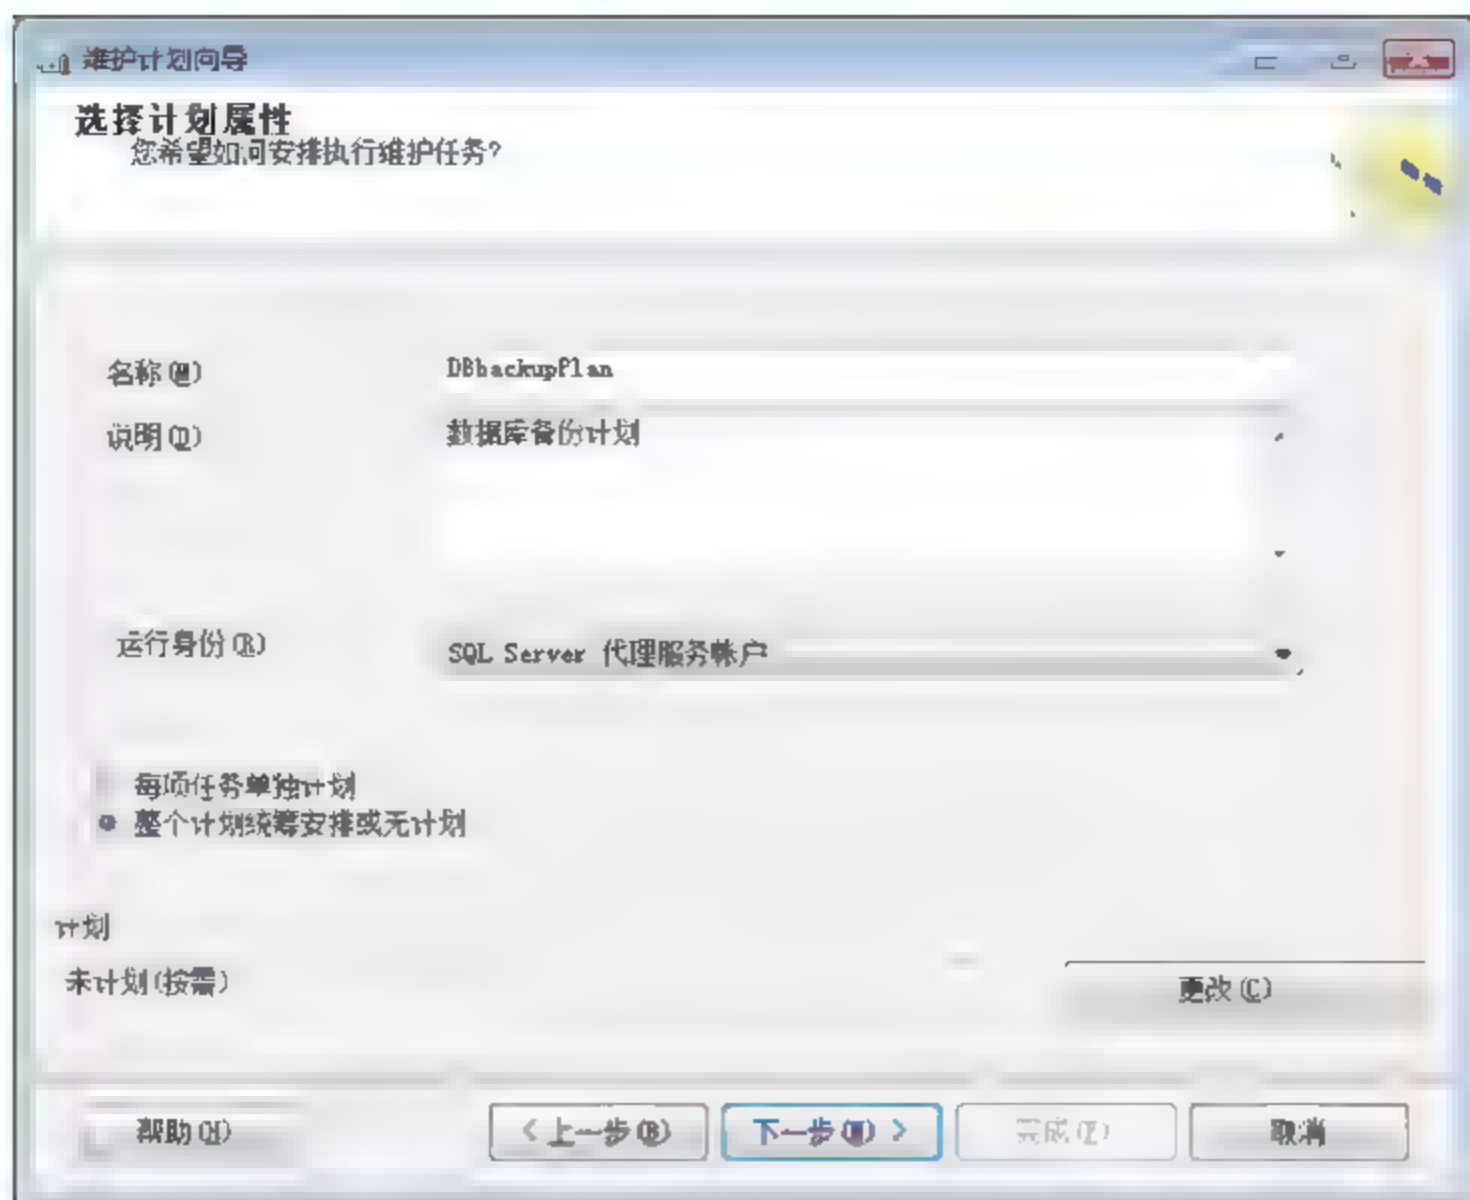 维护计划向导
选择计划属性
您希望如何安排执行维护任务?
名称(M)
DBbackupPlan
说明(D)
数据库备份计划
运行身份(R)
SQL Server 代理服务帐户
每项任务单独计划
整个计划统筹安排或无计划
计划
未计划(按需)
更改(C)
帮助(H)
< 上一步(B)
下一步(N) >
完成(F)
取消